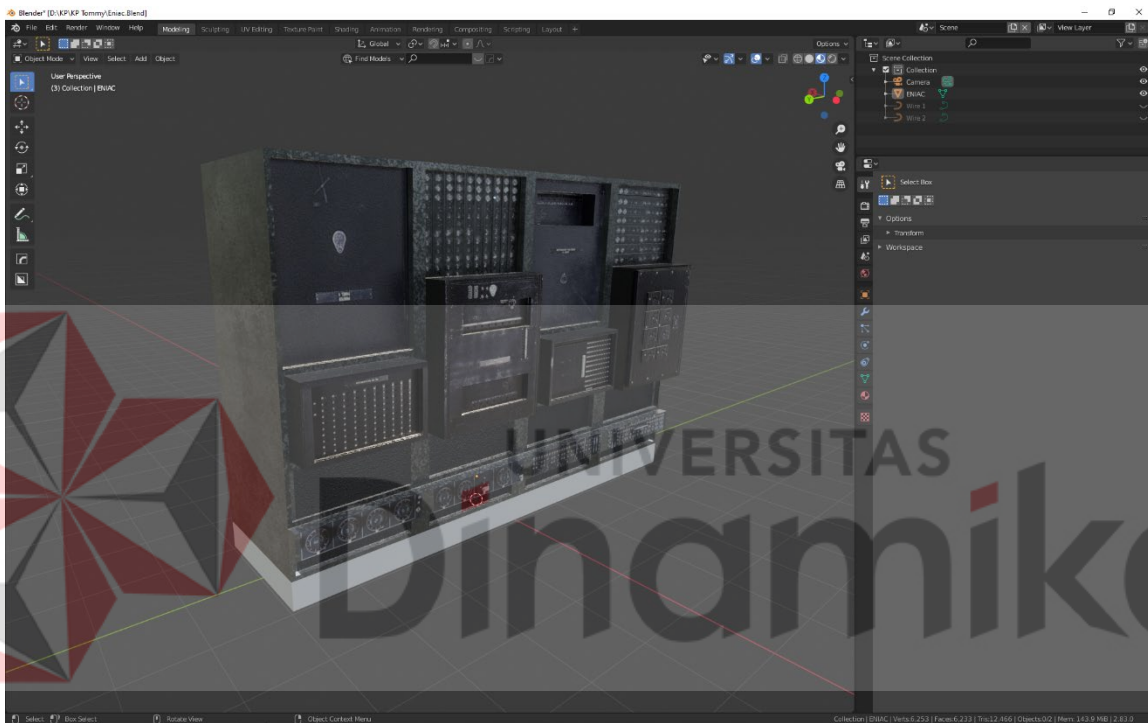 Blender* [D:\KP\KP Tommy\Eniac.Blend]
File Edit Render Window Help Modeling Sculpting UV Editing Texture Paint Shading Animation Rendering Compositing Scripting Layout + Scene View Layer
Global Options
Object Mode View Select Add Object Find Models
User Perspective
(3) Collection | ENIAC
Scene Collection
Collection
Camera
ENIAC
Wire 1
Wire 2
Select Box
Options
Transform
Workspace
UNIVERSITAS
Dinamika
Select Box Select Rotate View Object Context Menu Collection | ENIAC | Verts:6,253 | Faces:6,233 | Tris:12,466 | Objects:0/2 | Mem: 143.9 MiB | 2.83.0